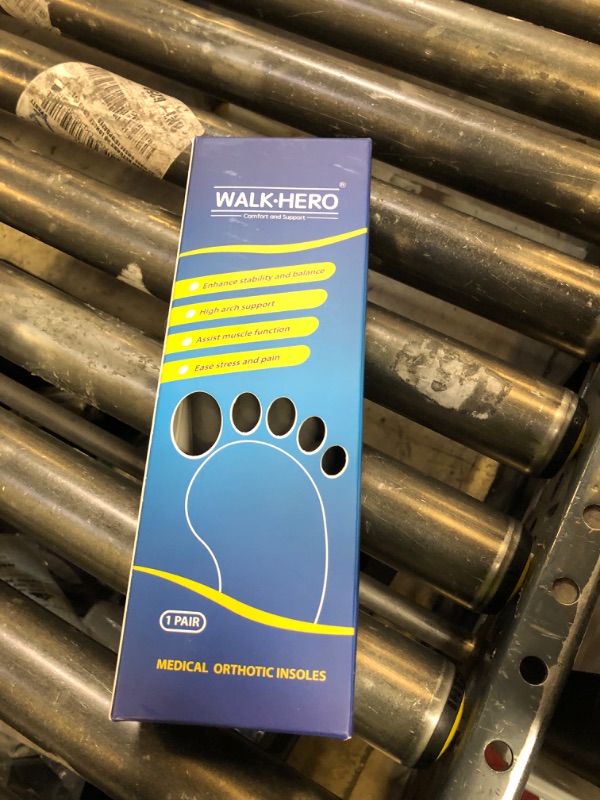 WALK·HERO®
Comfort and Support
Enhance stability and balance
High arch support
Assist muscle function
Ease stress and pain
1 PAIR
MEDICAL ORTHOTIC INSOLES